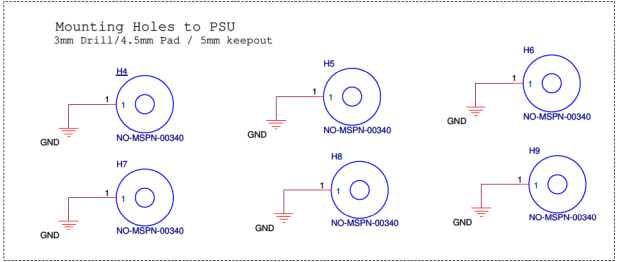 Mounting Holes to PSU
3mm Drill/4.5mm Pad / 5mm keepout
H4
1
1
GND
NO-MSPN-00340
H5
1
1
GND
NO-MSPN-00340
H6
1
1
GND
NO-MSPN-00340
H7
1
1
GND
NO-MSPN-00340
H8
1
1
GND
NO-MSPN-00340
H9
1
1
GND
NO-MSPN-00340